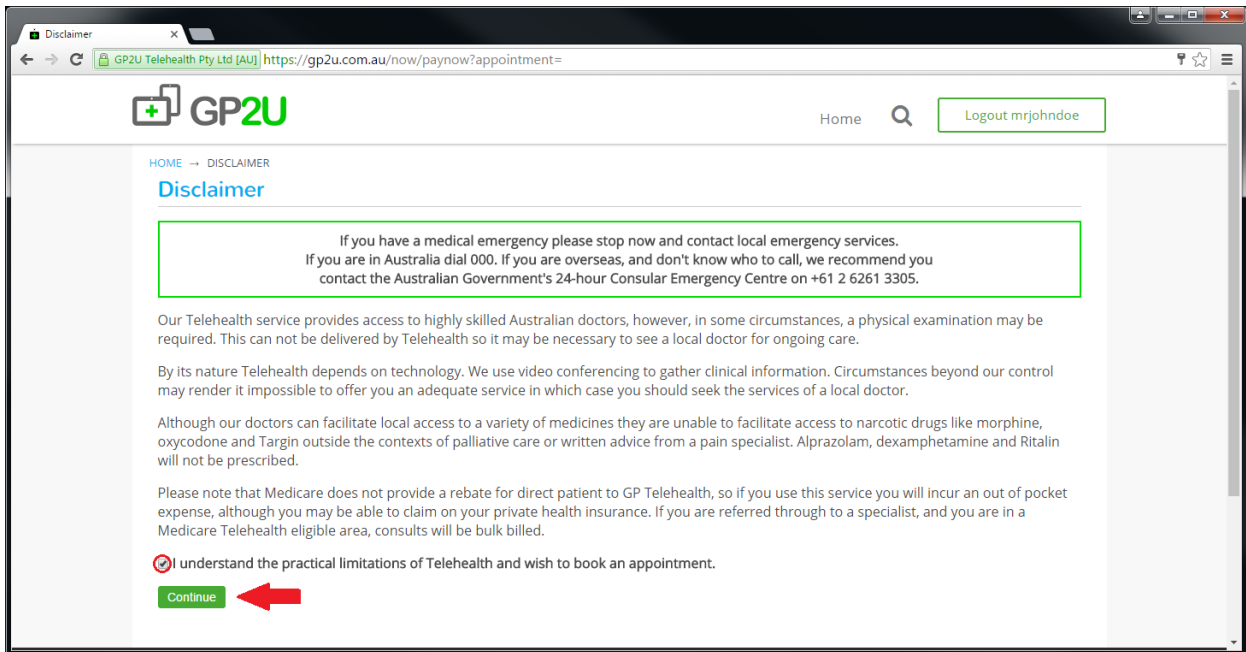 Disclaimer
GP2U Telehealth Pty Ltd [AU] https://gp2u.com.au/now/paynow?appointment=
GP2U
Home
Logout mrjohndoe
HOME → DISCLAIMER
Disclaimer
If you have a medical emergency please stop now and contact local emergency services.
If you are in Australia dial 000. If you are overseas, and don't know who to call, we recommend you
contact the Australian Government's 24-hour Consular Emergency Centre on +61 2 6261 3305.
Our Telehealth service provides access to highly skilled Australian doctors, however, in some circumstances, a physical examination may be
required. This can not be delivered by Telehealth so it may be necessary to see a local doctor for ongoing care.
By its nature Telehealth depends on technology. We use video conferencing to gather clinical information. Circumstances beyond our control
may render it impossible to offer you an adequate service in which case you should seek the services of a local doctor.
Although our doctors can facilitate local access to a variety of medicines they are unable to facilitate access to narcotic drugs like morphine,
oxycodone and Targin outside the contexts of palliative care or written advice from a pain specialist. Alprazolam, dexamphetamine and Ritalin
will not be prescribed.
Please note that Medicare does not provide a rebate for direct patient to GP Telehealth, so if you use this service you will incur an out of pocket
expense, although you may be able to claim on your private health insurance. If you are referred through to a specialist, and you are in a
Medicare Telehealth eligible area, consults will be bulk billed.
I understand the practical limitations of Telehealth and wish to book an appointment.
Continue